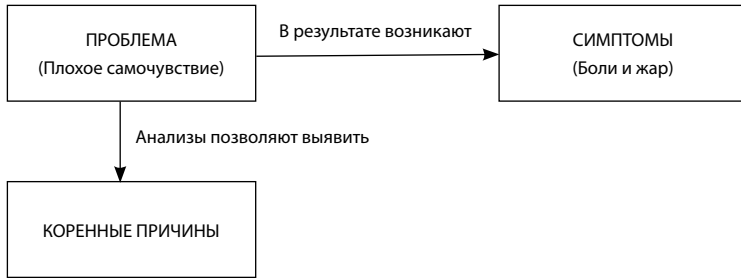 ПРОБЛЕМА
(Плохое самочувствие)
В результате возникают
СИМПТОМЫ
(Боли и жар)
Анализы позволяют выявить
КОРЕННЫЕ ПРИЧИНЫ